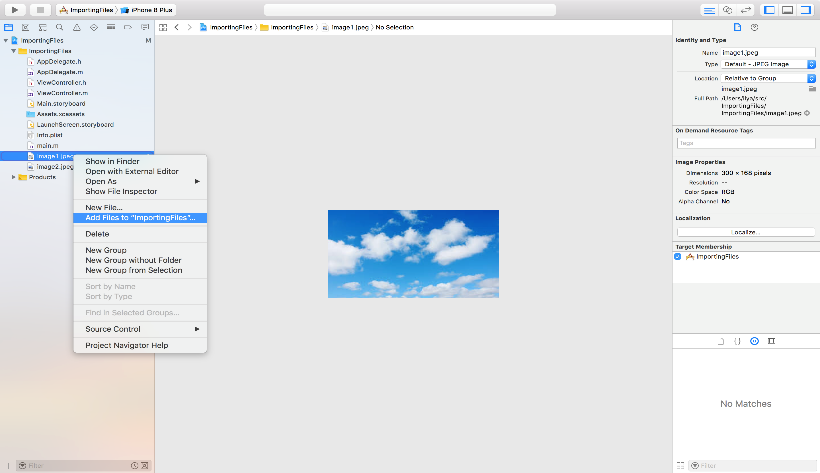 ImportingFiles iPhone 8 Plus
ImportingFiles ImportingFiles image1.jpeg No Selection
ImportingFiles M
ImportingFiles
AppDelegate.h
AppDelegate.m
ViewController.h
ViewController.m
Main.storyboard
Assets.xcassets
LaunchScreen.storyboard
Info.plist
main.m
image1.jpeg
image2.jpeg
Products
Show in Finder
Open with External Editor
Open As
Show File Inspector
New File...
Add Files to "ImportingFiles"...
Delete
New Group
New Group without Folder
New Group from Selection
Sort by Name
Sort by Type
Find in Selected Groups...
Source Control
Project Navigator Help
Filter
Identity and Type
Name image1.jpeg
Type Default - JPEG Image
Location Relative to Group
image1.jpeg
Full Path /Users/ilya/src/
ImportingFiles/
ImportingFiles/image1.jpeg
On Demand Resource Tags
Tags
Image Properties
Dimensions 300 × 168 pixels
Resolution --
Color Space RGB
Alpha Channel No
Localization
Localize...
Target Membership
ImportingFiles
No Matches
Filter